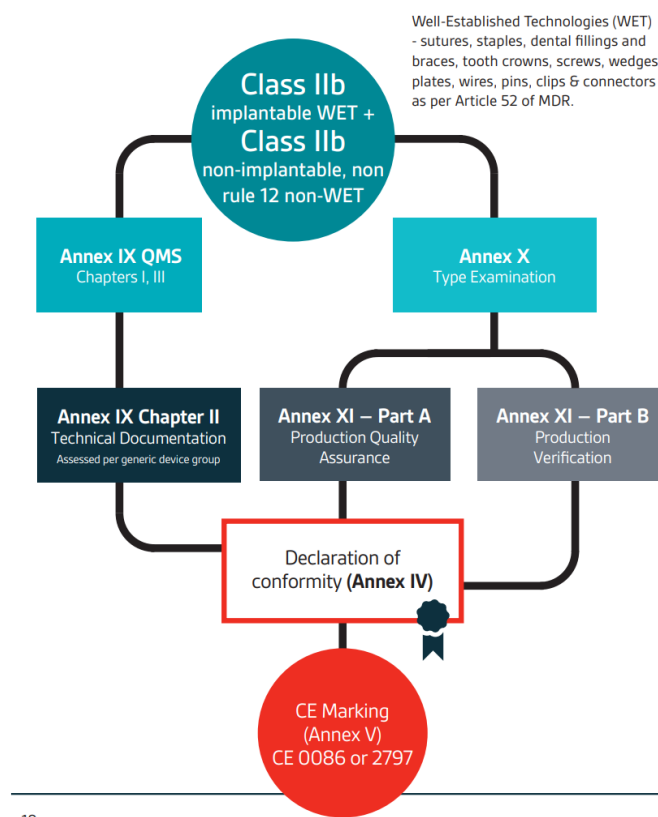 Well-Established Technologies (WET)
- sutures, staples, dental fillings and
braces, tooth crowns, screws, wedges
plates, wires, pins, clips & connectors
as per Article 52 of MDR.
Class IIb
implantable WET +
Class IIb
non-implantable, non
rule 12 non-WET
Annex IX QMS
Chapters I, III
Annex X
Type Examination
Annex IX Chapter II
Technical Documentation
Assessed per generic device group
Annex XI – Part A
Production Quality
Assurance
Annex XI – Part B
Production
Verification
Declaration of
conformity (Annex IV)
CE Marking
(Annex V)
CE 0086 or 2797